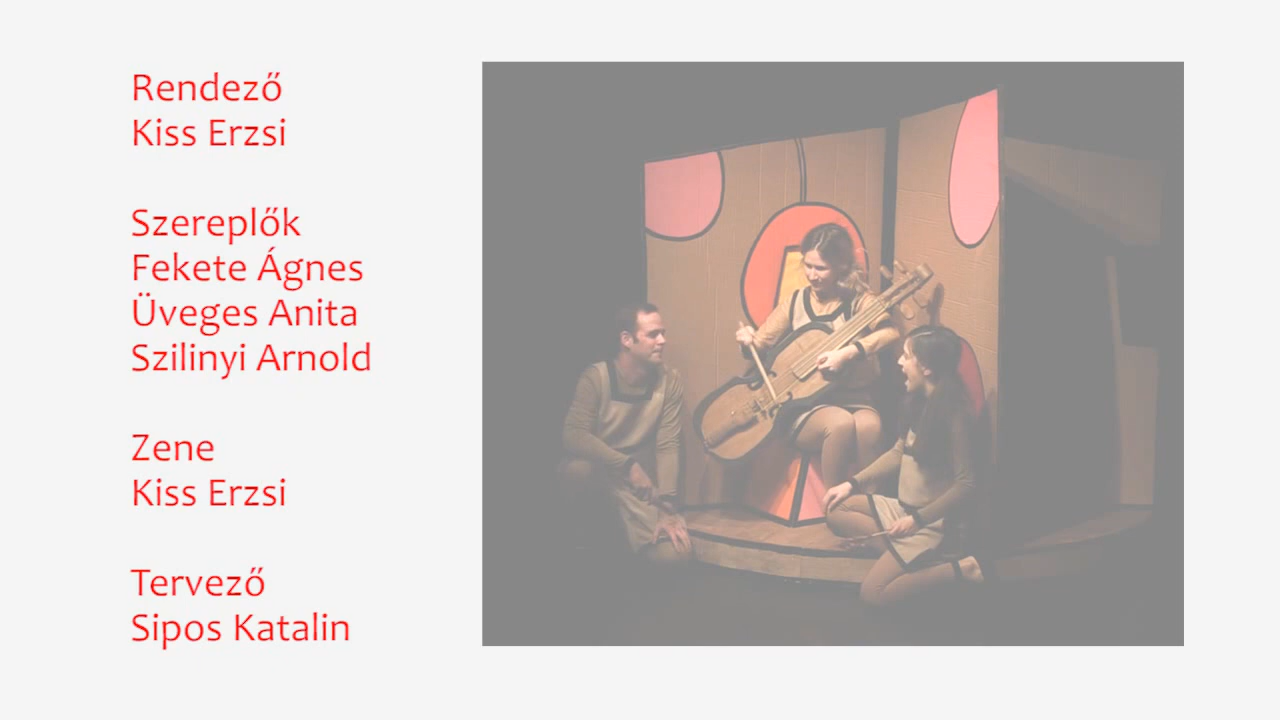 Rendező
Kiss Erzsi
Szereplők
Fekete Ágnes
Üveges Anita
Szilinyi Arnold
Zene
Kiss Erzsi
Tervező
Sipos Katalin